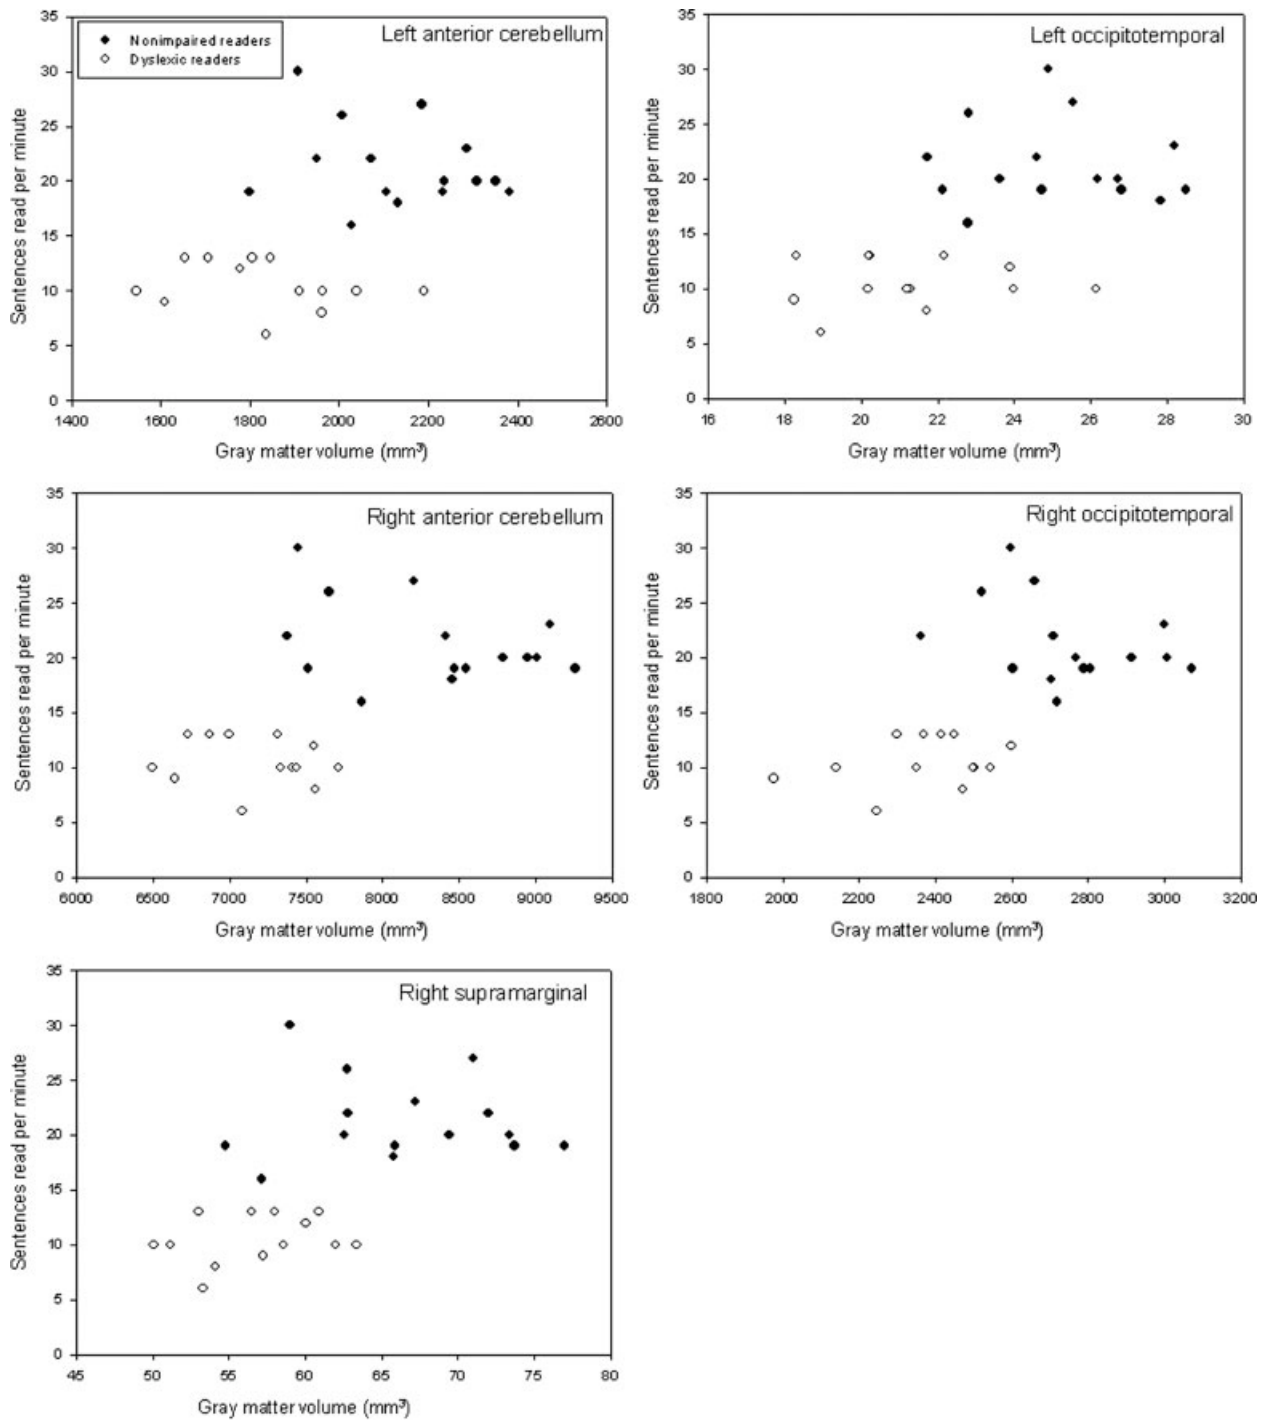 Left anterior cerebellum
Nonimpaired readers
Dyslexic readers
35
30
25
20
15
10
5
0
Sentences read per minute
1400 1600 1800 2000 2200 2400 2600
Gray matter volume (mm³)
Left occipitotemporal
35
30
25
20
15
10
5
0
Sentences read per minute
16 18 20 22 24 26 28 30
Gray matter volume (mm³)
Right anterior cerebellum
35
30
25
20
15
10
5
0
Sentences read per minute
6000 6500 7000 7500 8000 8500 9000 9500
Gray matter volume (mm³)
Right occipitotemporal
35
30
25
20
15
10
5
0
Sentences read per minute
1800 2000 2200 2400 2600 2800 3000 3200
Gray matter volume (mm³)
Right supramarginal
35
30
25
20
15
10
5
0
Sentences read per minute
45 50 55 60 65 70 75 80
Gray matter volume (mm³)